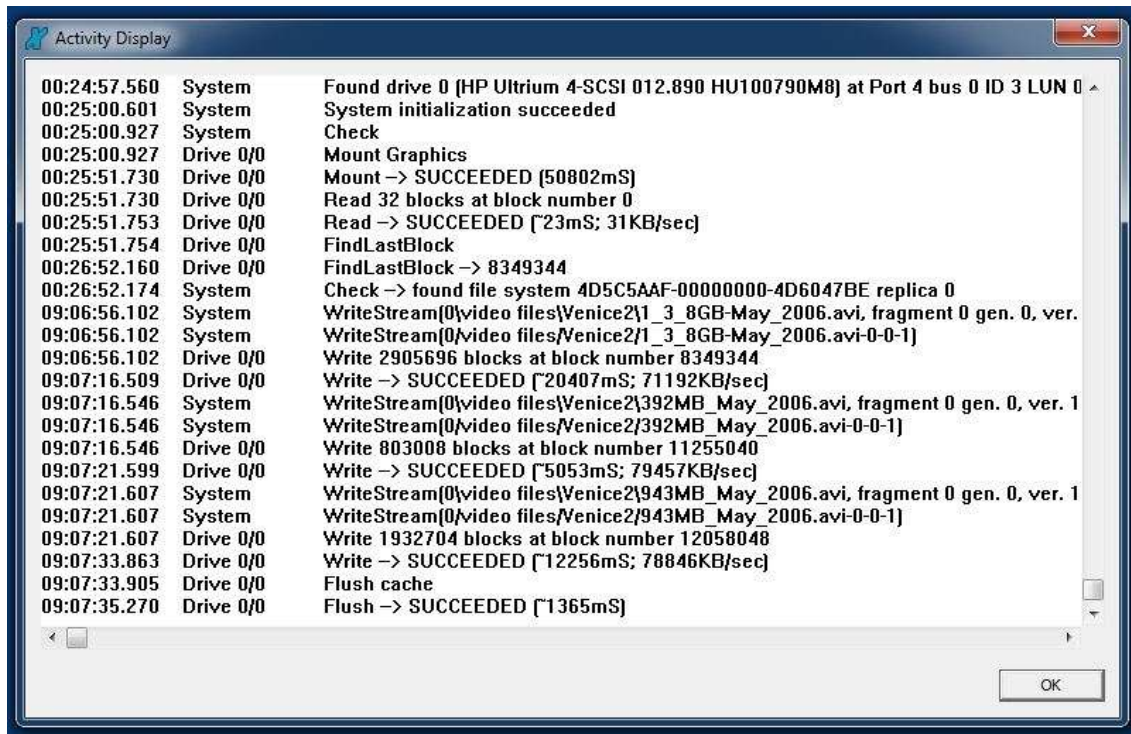 Activity Display
00:24:57.560 System Found drive 0 (HP Ultrium 4-SCSI 012.890 HU100790M8) at Port 4 bus 0 ID 3 LUN 0
00:25:00.601 System System initialization succeeded
00:25:00.927 System Check
00:25:00.927 Drive 0/0 Mount Graphics
00:25:51.730 Drive 0/0 Mount –> SUCCEEDED (50802mS)
00:25:51.730 Drive 0/0 Read 32 blocks at block number 0
00:25:51.753 Drive 0/0 Read –> SUCCEEDED (~23mS; 31KB/sec)
00:25:51.754 Drive 0/0 FindLastBlock
00:26:52.160 Drive 0/0 FindLastBlock –> 8349344
00:26:52.174 System Check –> found file system 4D5C5AAF-00000000-4D6047BE replica 0
09:06:56.102 System WriteStream(0\video files\Venice2\1_3_8GB-May_2006.avi, fragment 0 gen. 0, ver.
09:06:56.102 System WriteStream(0/video files/Venice2/1_3_8GB-May_2006.avi-0-0-1)
09:06:56.102 Drive 0/0 Write 2905696 blocks at block number 8349344
09:07:16.509 Drive 0/0 Write –> SUCCEEDED (~20407mS; 71192KB/sec)
09:07:16.546 System WriteStream(0\video files\Venice2\392MB_May_2006.avi, fragment 0 gen. 0, ver. 1
09:07:16.546 System WriteStream(0/video files/Venice2/392MB_May_2006.avi-0-0-1)
09:07:16.546 Drive 0/0 Write 803008 blocks at block number 11255040
09:07:21.599 Drive 0/0 Write –> SUCCEEDED (~5053mS; 79457KB/sec)
09:07:21.607 System WriteStream(0\video files\Venice2\943MB_May_2006.avi, fragment 0 gen. 0, ver. 1
09:07:21.607 System WriteStream(0/video files/Venice2/943MB_May_2006.avi-0-0-1)
09:07:21.607 Drive 0/0 Write 1932704 blocks at block number 12058048
09:07:33.863 Drive 0/0 Write –> SUCCEEDED (~12256mS; 78846KB/sec)
09:07:33.905 Drive 0/0 Flush cache
09:07:35.270 Drive 0/0 Flush –> SUCCEEDED (~1365mS)
OK